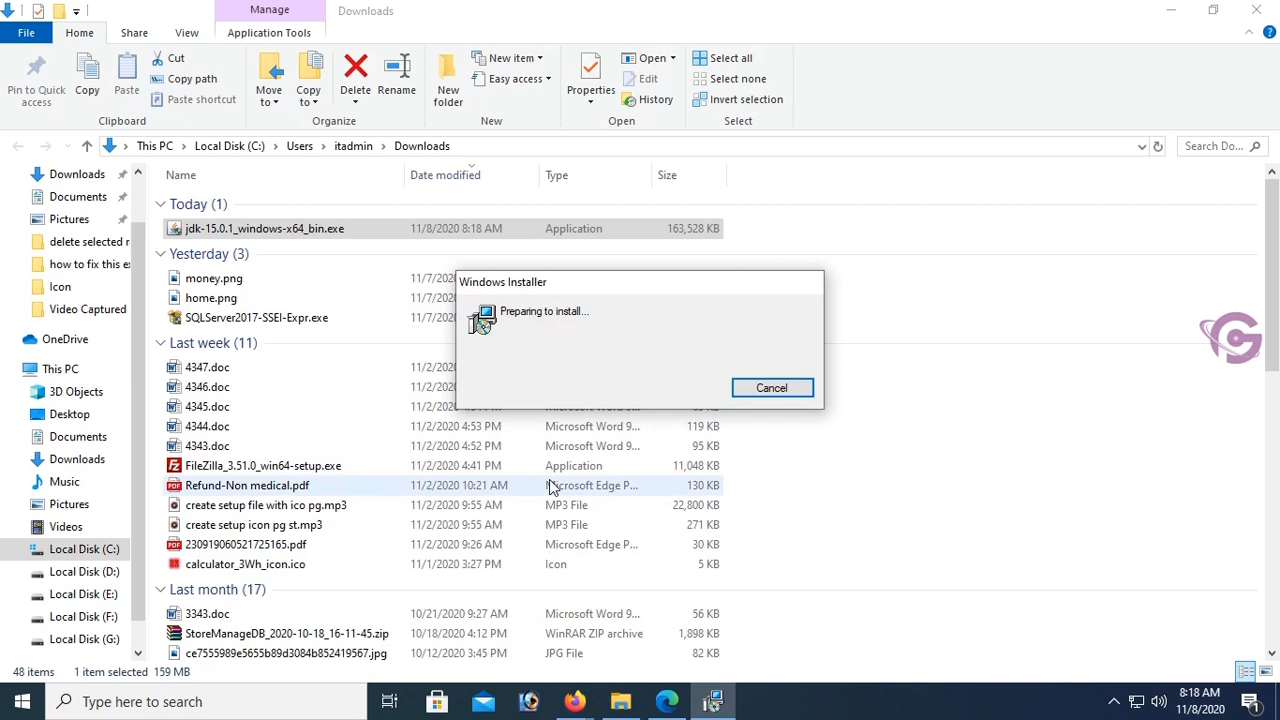 Manage
Downloads
File
Home
Share
View
Application Tools
Pin to Quick
access
Copy
Paste
Cut
Copy path
Paste shortcut
Clipboard
Move
to
Copy
to
Delete
Rename
Organize
New
folder
New item
Easy access
New
Properties
Open
Edit
History
Open
Select all
Select none
Invert selection
Select
This PC
Local Disk (C:)
Users
itadmin
Downloads
Search Do...
Name
Date modified
Type
Size
Downloads
Documents
Pictures
delete selected r
how to fix this ex
Icon
Video Captured
OneDrive
This PC
3D Objects
Desktop
Documents
Downloads
Music
Pictures
Videos
Local Disk (C:)
Local Disk (D:)
Local Disk (E:)
Local Disk (F:)
Local Disk (G:)
Today (1)
jdk-15.0.1_windows-x64_bin.exe 11/8/2020 8:18 AM Application 163,528 KB
Yesterday (3)
money.png 11/7/2020
home.png 11/7/2020
SQLServer2017-SSEI-Expr.exe 11/7/2020
Last week (11)
4347.doc 11/2/2020
4346.doc 11/2/2020
4345.doc
4344.doc 11/2/2020 4:53 PM Microsoft Word 9... 119 KB
4343.doc 11/2/2020 4:52 PM Microsoft Word 9... 95 KB
FileZilla_3.51.0_win64-setup.exe 11/2/2020 4:41 PM Application 11,048 KB
Refund-Non medical.pdf 11/2/2020 10:21 AM Microsoft Edge P... 130 KB
create setup file with ico pg.mp3 11/2/2020 9:55 AM MP3 File 22,800 KB
create setup icon pg st.mp3 11/2/2020 9:55 AM MP3 File 271 KB
230919060521725165.pdf 11/2/2020 9:26 AM Microsoft Edge P... 30 KB
calculator_3Wh_icon.ico 11/1/2020 3:27 PM Icon 5 KB
Last month (17)
3343.doc 10/21/2020 9:27 AM Microsoft Word 9... 56 KB
StoreManageDB_2020-10-18_16-11-45.zip 10/18/2020 4:12 PM WinRAR ZIP archive 1,898 KB
ce7555989e5655b89d3084b852419567.jpg 10/12/2020 3:45 PM JPG File 82 KB
Windows Installer
Preparing to install...
Cancel
48 items
1 item selected 159 MB
Type here to search
8:18 AM
11/8/2020
1